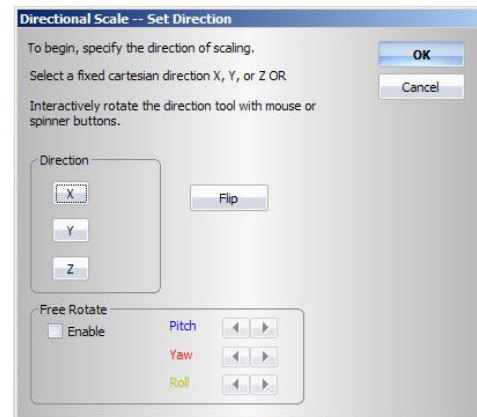 Directional Scale -- Set Direction
To begin, specify the direction of scaling.
OK
Select a fixed cartesian direction X, Y, or Z OR
Cancel
Interactively rotate the direction tool with mouse or
spinner buttons.
Direction
X
Flip
Y
Z
Free Rotate
Enable
Pitch
Yaw
Roll